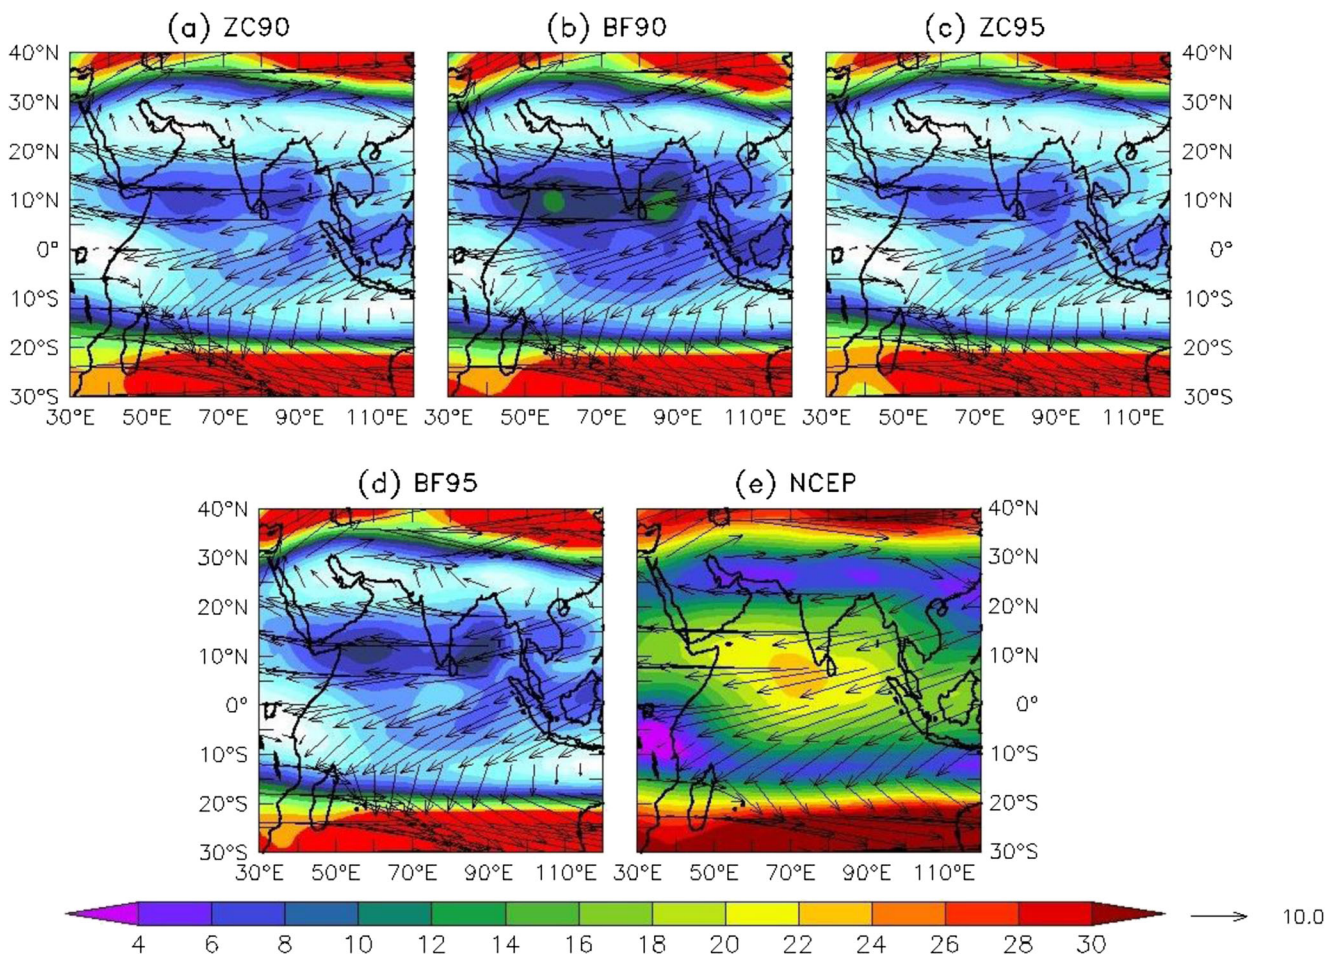 (a) ZC90 (b) BF90 (c) ZC95
40°N 40°N
30°N 30°N
20°N 20°N
10°N 10°N
0° 0°
10°S 10°S
20°S 20°S
30°S 30°S
30°E 50°E 70°E 90°E 110°E 30°E 50°E 70°E 90°E 110°E 30°E 50°E 70°E 90°E 110°E
(d) BF95 (e) NCEP
40°N 40°N
30°N 30°N
20°N 20°N
10°N 10°N
0° 0°
10°S 10°S
20°S 20°S
30°S 30°S
30°E 50°E 70°E 90°E 110°E 30°E 50°E 70°E 90°E 110°E
10.0
4 6 8 10 12 14 16 18 20 22 24 26 28 30